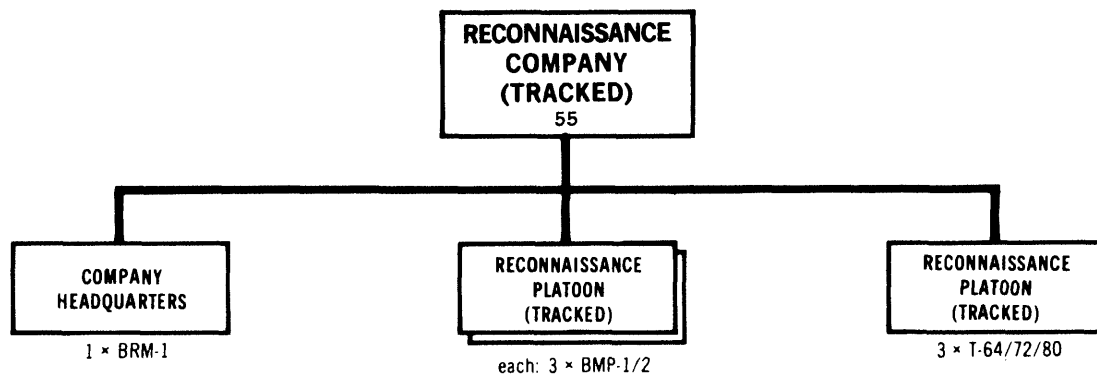 RECONNAISSANCE
COMPANY
(TRACKED)
55
COMPANY
HEADQUARTERS
1 × BRM-1
RECONNAISSANCE
PLATOON
(TRACKED)
each: 3 × BMP-1/2
RECONNAISSANCE
PLATOON
(TRACKED)
3 × T-64/72/80